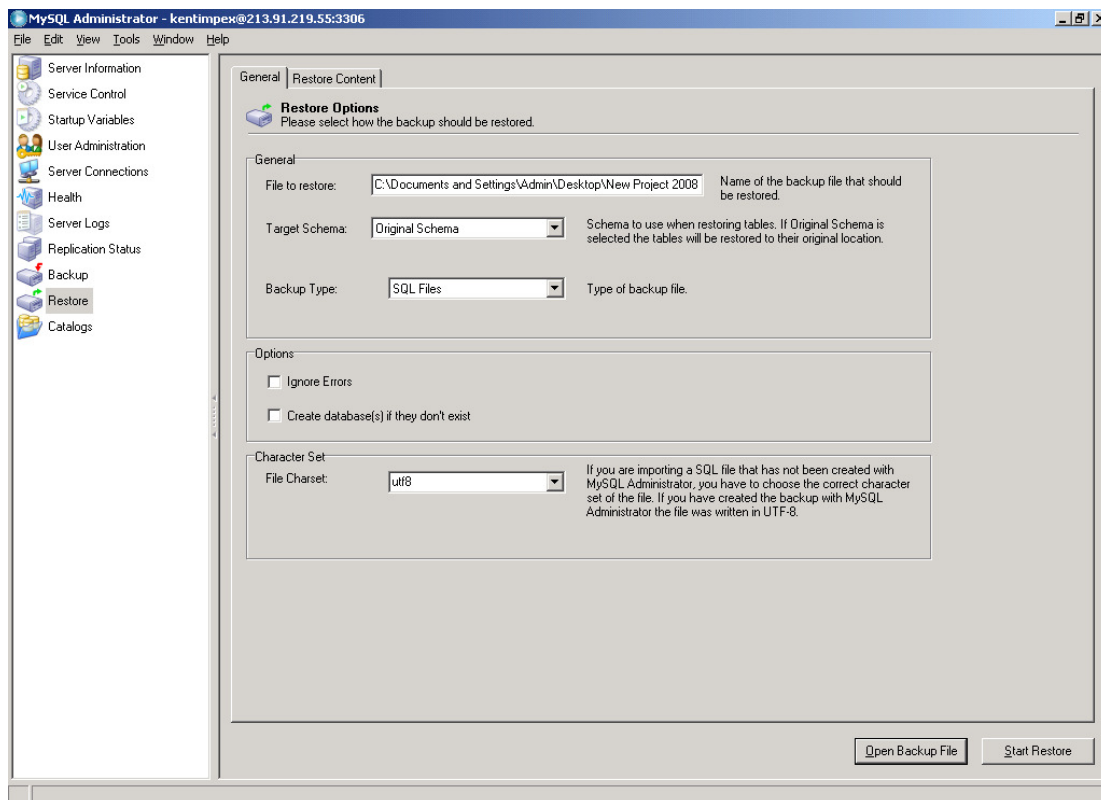 MySQL Administrator - kentimpex@213.91.219.55:3306
File Edit View Tools Window Help
Server Information
Service Control
Startup Variables
User Administration
Server Connections
Health
Server Logs
Replication Status
Backup
Restore
Catalogs
General
Restore Content
Restore Options
Please select how the backup should be restored.
General
File to restore:
C:\Documents and Settings\Admin\Desktop\New Project 2008
Name of the backup file that should
be restored.
Target Schema:
Original Schema
Schema to use when restoring tables. If Original Schema is
selected the tables will be restored to their original location.
Backup Type:
SQL Files
Type of backup file.
Options
Ignore Errors
Create database(s) if they don't exist
Character Set
File Charset:
utf8
If you are importing a SQL file that has not been created with
MySQL Administrator, you have to choose the correct character
set of the file. If you have created the backup with MySQL
Administrator the file was written in UTF-8.
Open Backup File
Start Restore